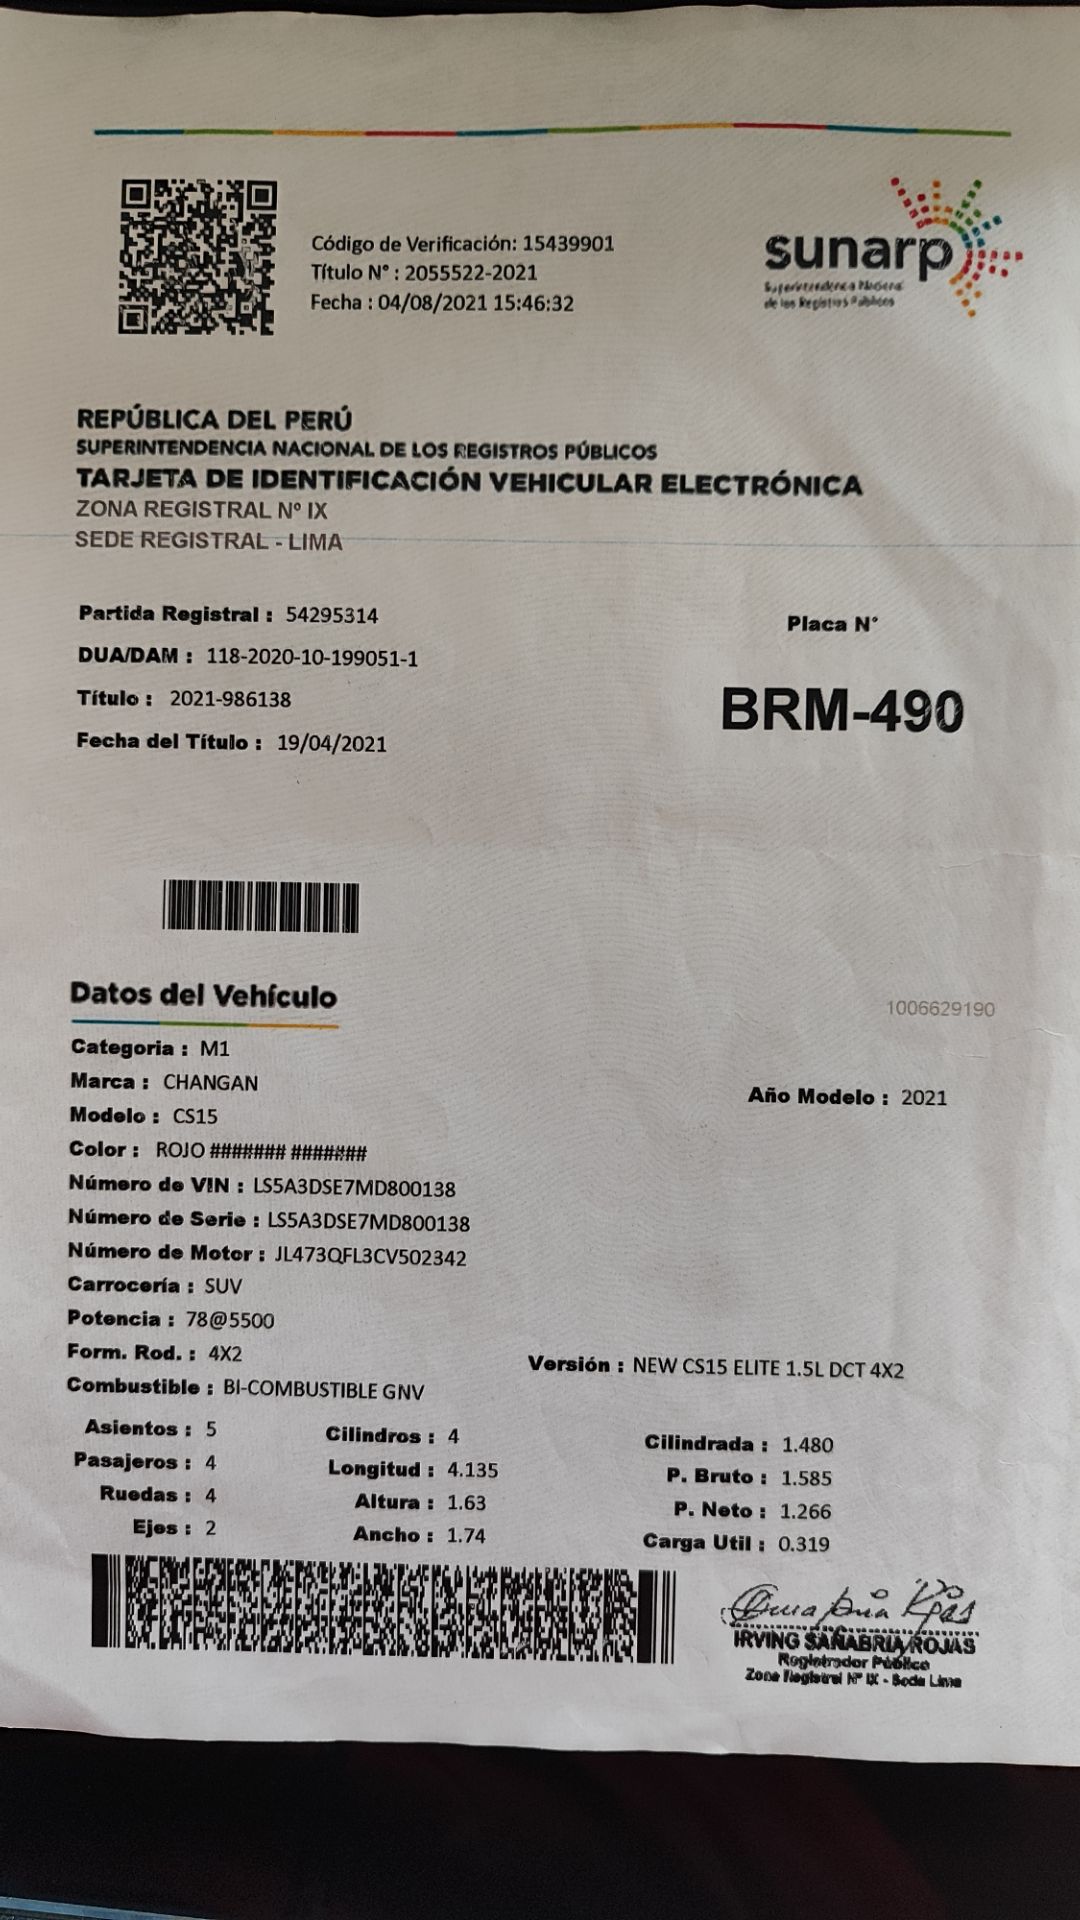 Código de Verificación: 15439901
Título N° : 2055522-2021
Fecha : 04/08/2021 15:46:32
sunarp
Superintendencia Nacional
de los Registros Públicos
REPÚBLICA DEL PERÚ
SUPERINTENDENCIA NACIONAL DE LOS REGISTROS PÚBLICOS
TARJETA DE IDENTIFICACIÓN VEHICULAR ELECTRÓNICA
ZONA REGISTRAL Nº IX
SEDE REGISTRAL - LIMA
Partida Registral : 54295314
DUA/DAM : 118-2020-10-199051-1
Título : 2021-986138
Fecha del Título : 19/04/2021
Placa N°
BRM-490
Datos del Vehículo
1006629190
Categoria : M1
Marca : CHANGAN
Año Modelo : 2021
Modelo : CS15
Color : ROJO ####### #######
Número de VIN : LS5A3DSE7MD800138
Número de Serie : LS5A3DSE7MD800138
Número de Motor : JL473QFL3CV502342
Carrocería : SUV
Potencia : 78@5500
Form. Rod. : 4X2
Versión : NEW CS15 ELITE 1.5L DCT 4X2
Combustible : BI-COMBUSTIBLE GNV
Asientos : 5 Cilindros : 4 Cilindrada : 1.480
Pasajeros : 4 Longitud : 4.135 P. Bruto : 1.585
Ruedas : 4 Altura : 1.63 P. Neto : 1.266
Ejes : 2 Ancho : 1.74 Carga Util : 0.319
IRVING SANABRIA ROJAS
Registrador Público
Zona Registral N° IX - Sede Lima